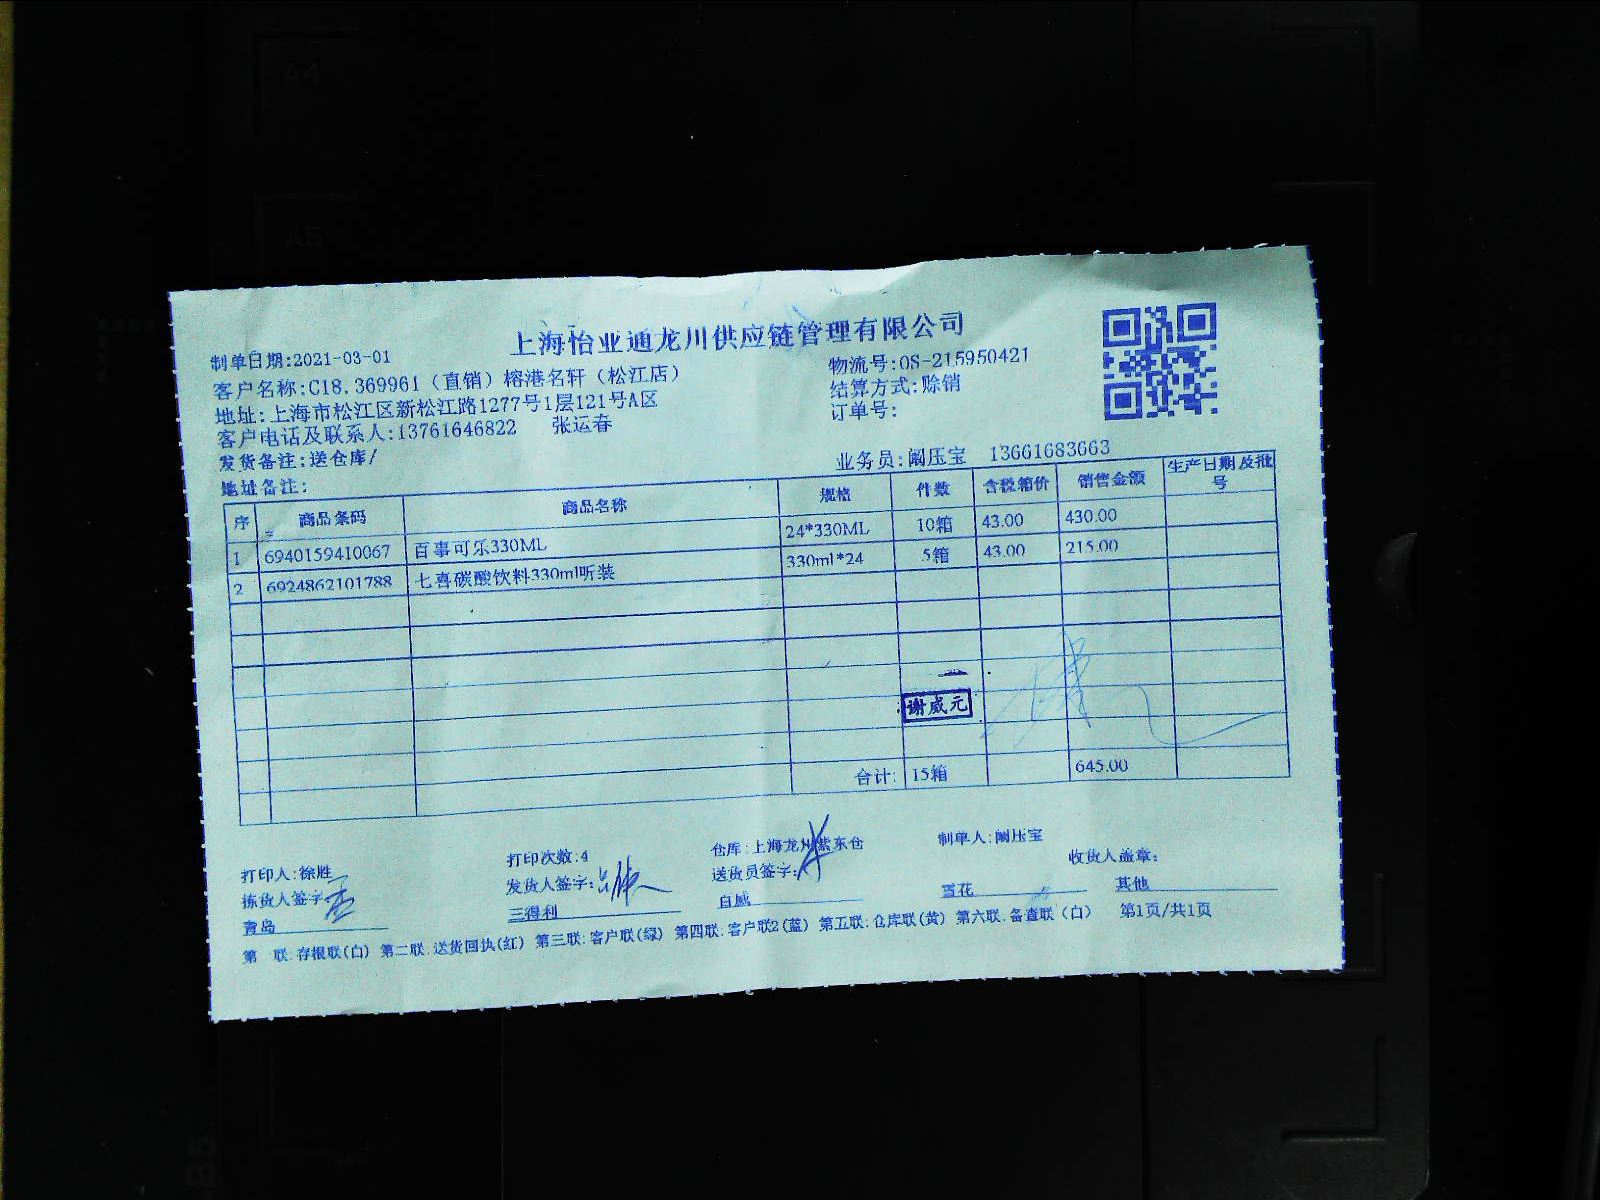 A4
A5
上海怡业通龙川供应链管理有限公司
制单日期:2021-03-01
物流号:OS-215950421
客户名称:C18.369961（直销）榕港名轩（松江店）
结算方式:赊销
地址:上海市松江区新松江路1277号1层121号A区
订单号:
客户电话及联系人:13761646822 张运春
发货备注:送仓库/
业务员:阚压宝 13661683663
地址备注:
序 商品条码 商品名称 规格 件数 含税箱价 销售金额 生产日期及批号
1 6940159410067 百事可乐330ML 24*330ML 10箱 43.00 430.00
2 6924862101788 七喜碳酸饮料330ml听装 330ml*24 5箱 43.00 215.00
谢威元
合计: 15箱 645.00
打印人:徐胜 打印次数:4 仓库:上海龙川紫东仓 制单人:阚压宝
拣货人签字: 发货人签字: 送货员签字: 收货人盖章:
青岛 三得利 百威 雪花 其他
第一联:存根联(白) 第二联:送货回执(红) 第三联:客户联(绿) 第四联:客户联2(蓝) 第五联:仓库联(黄) 第六联:备查联（白） 第1页/共1页
B5